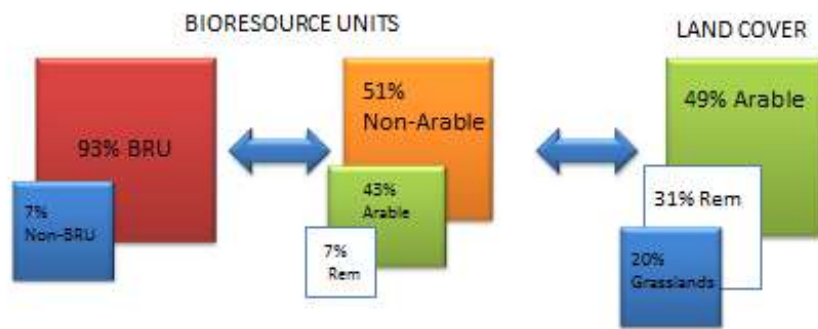 BIORESOURCE UNITS
LAND COVER
93% BRU
7%
Non-BRU
51%
Non-Arable
43%
Arable
7%
Rem
49% Arable
31% Rem
20%
Grasslands